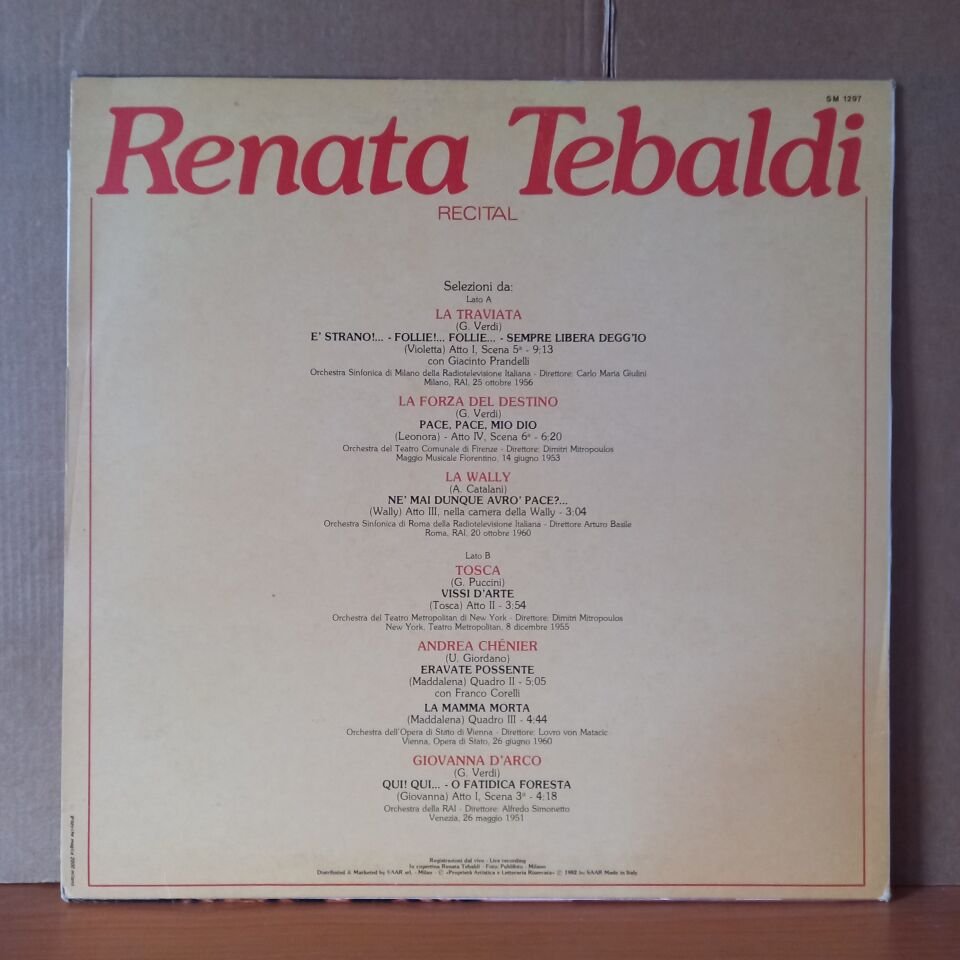 SM 1297
Renata Tebaldi
RECITAL
Selezioni da:
Lato A
LA TRAVIATA
(G. Verdi)
E' STRANO!... - FOLLIE!... FOLLIE... - SEMPRE LIBERA DEGG'IO
(Violetta) Atto I, Scena 5ª - 9:13
con Giacinto Prandelli
Orchestra Sinfonica di Milano della Radiotelevisione Italiana - Direttore: Carlo Maria Giulini
Milano, RAI, 25 ottobre 1956
LA FORZA DEL DESTINO
(G. Verdi)
PACE, PACE, MIO DIO
(Leonora) - Atto IV, Scena 6ª - 6:20
Orchestra del Teatro Comunale di Firenze - Direttore: Dimitri Mitropoulos
Maggio Musicale Fiorentino, 14 giugno 1953
LA WALLY
(A. Catalani)
NE' MAI DUNQUE AVRO' PACE?...
(Wally) Atto III, nella camera della Wally - 3:04
Orchestra Sinfonica di Roma della Radiotelevisione Italiana - Direttore Arturo Basile
Roma, RAI, 20 ottobre 1960
Lato B
TOSCA
(G. Puccini)
VISSI D'ARTE
(Tosca) Atto II - 3:54
Orchestra del Teatro Metropolitan di New York - Direttore: Dimitri Mitropoulos
New York, Teatro Metropolitan, 8 dicembre 1955
ANDREA CHÉNIER
(U. Giordano)
ERAVATE POSSENTE
(Maddalena) Quadro II - 5:05
con Franco Corelli
LA MAMMA MORTA
(Maddalena) Quadro III - 4:44
Orchestra dell'Opera di Stato di Vienna - Direttore: Lovro von Matacic
Vienna, Opera di Stato, 26 giugno 1960
GIOVANNA D'ARCO
(G. Verdi)
QUI! QUI... - O FATIDICA FORESTA
(Giovanna) Atto I, Scena 3ª - 4:18
Orchestra della RAI - Direttore: Alfredo Simonetto
Venezia, 26 maggio 1951
Registrazioni dal vivo - Live recording
In copertina Renata Tebaldi - Foto: Publifoto - Milano
Distributed & Marketed by SAAR srl. - Milan - © «Proprietà Artistica e Letteraria Riservata» ℗ 1982 by SAAR Made in Italy